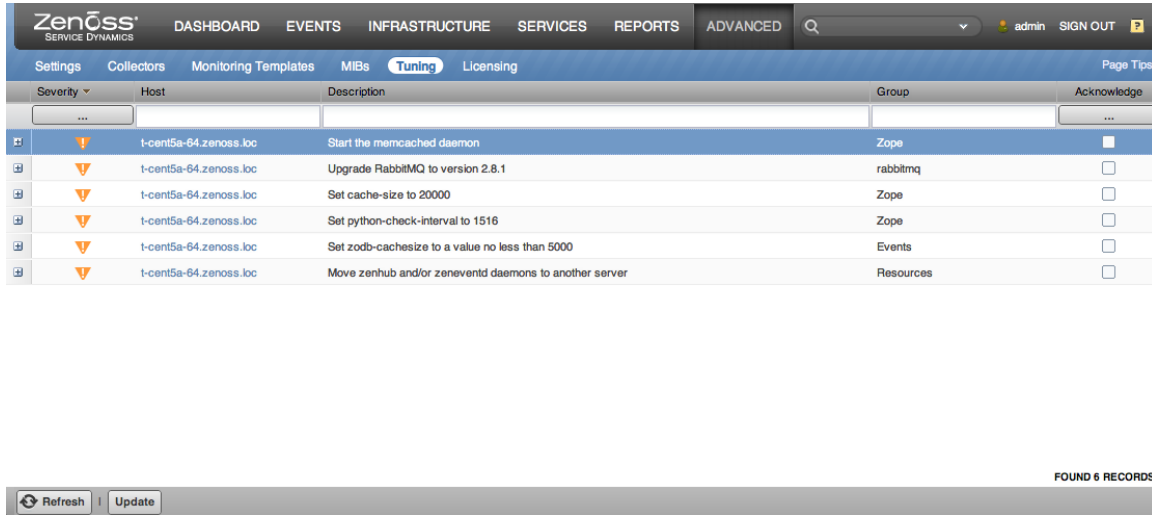 Zenōss DASHBOARD EVENTS INFRASTRUCTURE SERVICES REPORTS ADVANCED admin SIGN OUT ?
SERVICE DYNAMICS
Settings Collectors Monitoring Templates MIBs Tuning Licensing Page Tips
Severity Host Description Group Acknowledge
... ...
t-cent5a-64.zenoss.loc Start the memcached daemon Zope
t-cent5a-64.zenoss.loc Upgrade RabbitMQ to version 2.8.1 rabbitmq
t-cent5a-64.zenoss.loc Set cache-size to 20000 Zope
t-cent5a-64.zenoss.loc Set python-check-interval to 1516 Zope
t-cent5a-64.zenoss.loc Set zodb-cachesize to a value no less than 5000 Events
t-cent5a-64.zenoss.loc Move zenhub and/or zeneventd daemons to another server Resources
FOUND 6 RECORDS
Refresh | Update